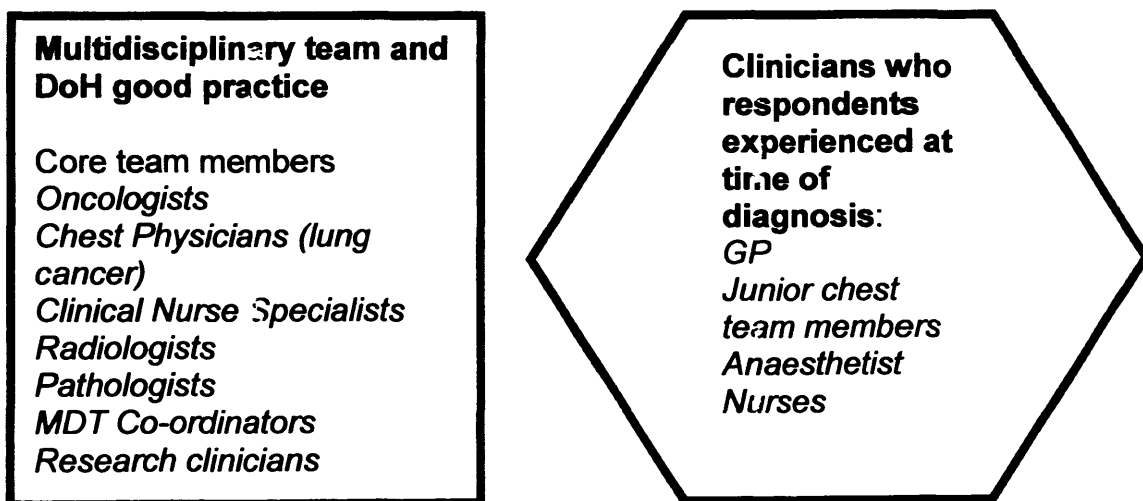 Multidisciplinary team and
DoH good practice
Core team members
Oncologists
Chest Physicians (lung
cancer)
Clinical Nurse Specialists
Radiologists
Pathologists
MDT Co-ordinators
Research clinicians
Clinicians who
respondents
experienced at
time of
diagnosis:
GP
Junior chest
team members
Anaesthetist
Nurses